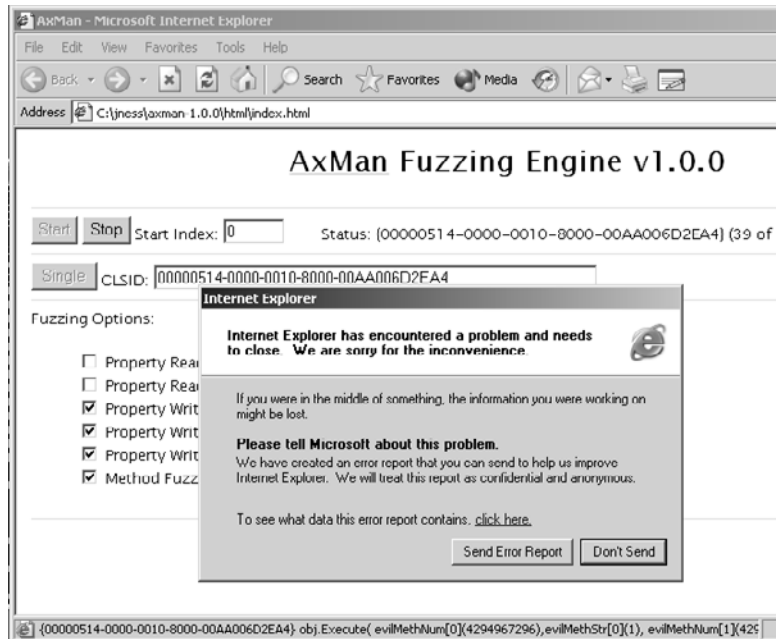 AxMan - Microsoft Internet Explorer
File Edit View Favorites Tools Help
Back Search Favorites Media
Address C:\jness\axman-1.0.0\html\index.html
AxMan Fuzzing Engine v1.0.0
Start Stop Start Index: 0 Status: {00000514-0000-0010-8000-00AA006D2EA4} (39 of
Single CLSID: 00000514-0000-0010-8000-00AA006D2EA4
Fuzzing Options:
Property Rea
Property Rea
Property Writ
Property Writ
Property Writ
Method Fuzz
Internet Explorer
Internet Explorer has encountered a problem and needs
to close. We are sorry for the inconvenience.
If you were in the middle of something, the information you were working on
might be lost.
Please tell Microsoft about this problem.
We have created an error report that you can send to help us improve
Internet Explorer. We will treat this report as confidential and anonymous.
To see what data this error report contains, click here.
Send Error Report Don't Send
{00000514-0000-0010-8000-00AA006D2EA4} obj.Execute( evilMethNum[0](4294967296),evilMethStr[0](1), evilMethNum[1](429